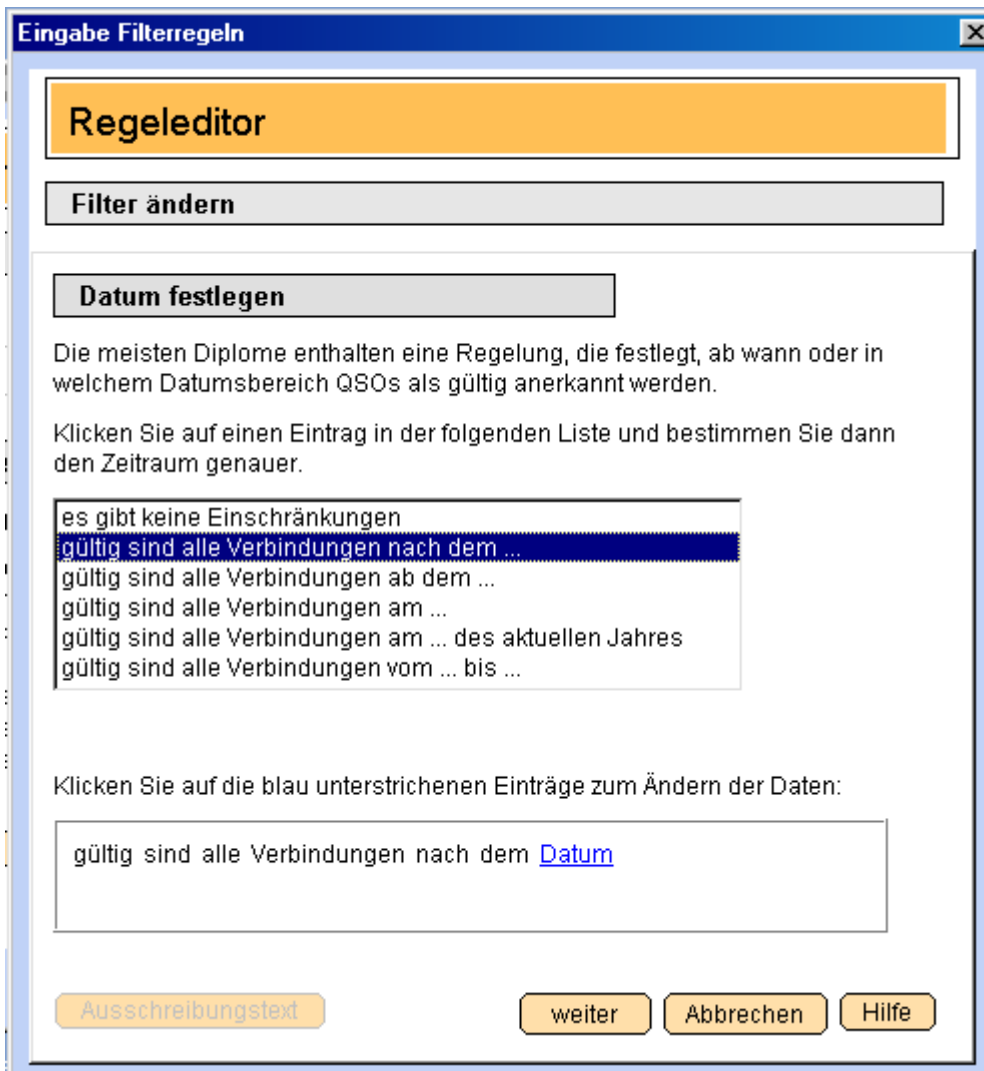 Eingabe Filterregeln
Regeleditor
Filter ändern
Datum festlegen
Die meisten Diplome enthalten eine Regelung, die festlegt, ab wann oder in
welchem Datumsbereich QSOs als gültig anerkannt werden.
Klicken Sie auf einen Eintrag in der folgenden Liste und bestimmen Sie dann
den Zeitraum genauer.
es gibt keine Einschränkungen
gültig sind alle Verbindungen nach dem ...
gültig sind alle Verbindungen ab dem ...
gültig sind alle Verbindungen am ...
gültig sind alle Verbindungen am ... des aktuellen Jahres
gültig sind alle Verbindungen vom ... bis ...
Klicken Sie auf die blau unterstrichenen Einträge zum Ändern der Daten:
gültig sind alle Verbindungen nach dem Datum
Ausschreibungstext weiter Abbrechen Hilfe